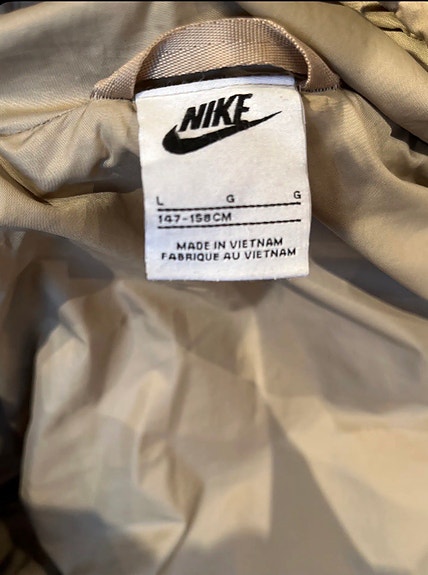 NIKE
L G G
147-158CM
MADE IN VIETNAM
FABRIQUE AU VIETNAM